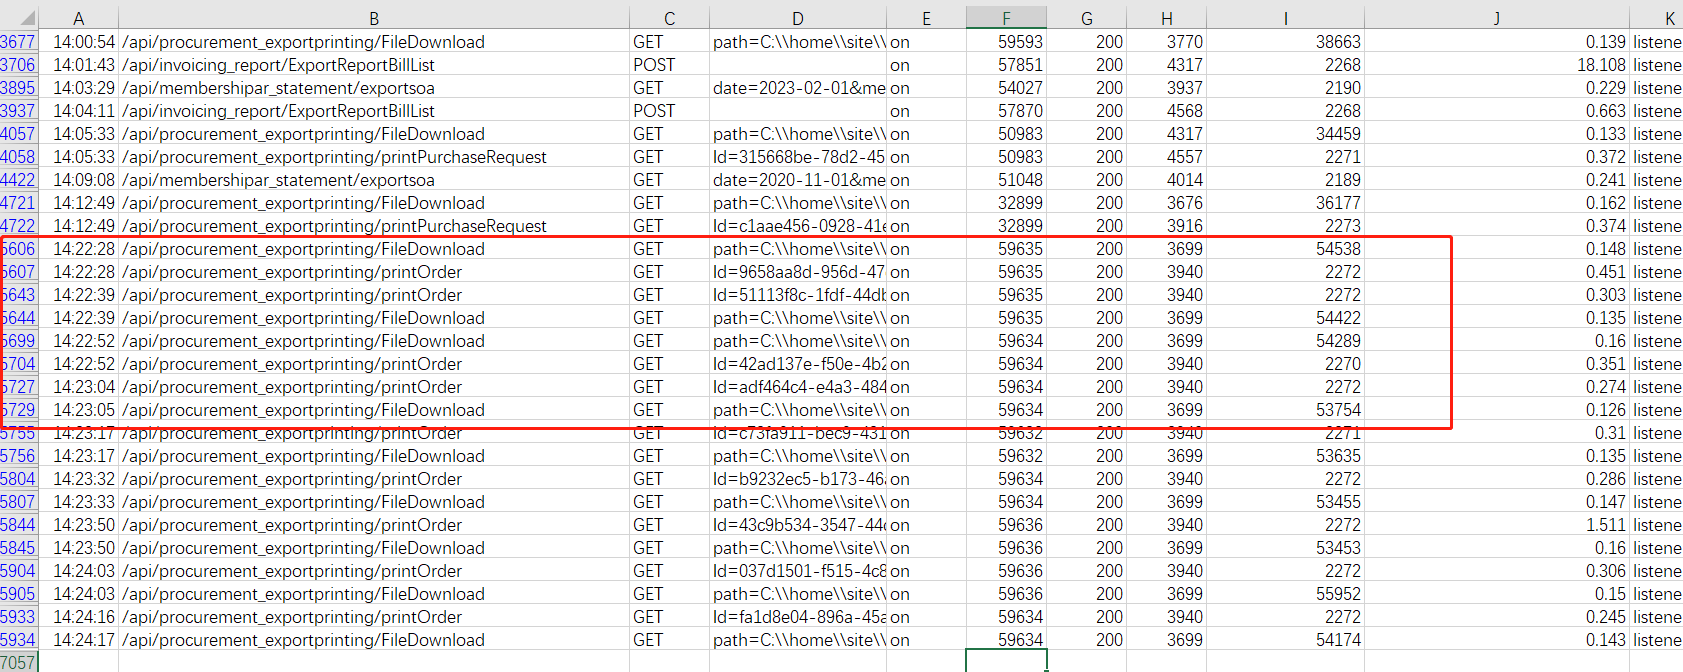 A B C D E F G H I J K
3677 14:00:54 /api/procurement_exportprinting/FileDownload GET path=C:\\home\\site\\ on 59593 200 3770 38663 0.139 listene
3706 14:01:43 /api/invoicing_report/ExportReportBillList POST on 57851 200 4317 2268 18.108 listene
3895 14:03:29 /api/membershipar_statement/exportsoa GET date=2023-02-01&me on 54027 200 3937 2190 0.229 listene
3937 14:04:11 /api/invoicing_report/ExportReportBillList POST on 57870 200 4568 2268 0.663 listene
4057 14:05:33 /api/procurement_exportprinting/FileDownload GET path=C:\\home\\site\\ on 50983 200 4317 34459 0.133 listene
4058 14:05:33 /api/procurement_exportprinting/printPurchaseRequest GET Id=315668be-78d2-45 on 50983 200 4557 2271 0.372 listene
4422 14:09:08 /api/membershipar_statement/exportsoa GET date=2020-11-01&me on 51048 200 4014 2189 0.241 listene
4721 14:12:49 /api/procurement_exportprinting/FileDownload GET path=C:\\home\\site\\ on 32899 200 3676 36177 0.162 listene
4722 14:12:49 /api/procurement_exportprinting/printPurchaseRequest GET Id=c1aae456-0928-41e on 32899 200 3916 2273 0.374 listene
5606 14:22:28 /api/procurement_exportprinting/FileDownload GET path=C:\\home\\site\\ on 59635 200 3699 54538 0.148 listene
5607 14:22:28 /api/procurement_exportprinting/printOrder GET Id=9658aa8d-956d-47 on 59635 200 3940 2272 0.451 listene
5643 14:22:39 /api/procurement_exportprinting/printOrder GET Id=51113f8c-1fdf-44db on 59635 200 3940 2272 0.303 listene
5644 14:22:39 /api/procurement_exportprinting/FileDownload GET path=C:\\home\\site\\ on 59635 200 3699 54422 0.135 listene
5699 14:22:52 /api/procurement_exportprinting/FileDownload GET path=C:\\home\\site\\ on 59634 200 3699 54289 0.16 listene
5704 14:22:52 /api/procurement_exportprinting/printOrder GET Id=42ad137e-f50e-4b2 on 59634 200 3940 2270 0.351 listene
5727 14:23:04 /api/procurement_exportprinting/printOrder GET Id=adf464c4-e4a3-484 on 59634 200 3940 2272 0.274 listene
5729 14:23:05 /api/procurement_exportprinting/FileDownload GET path=C:\\home\\site\\ on 59634 200 3699 53754 0.126 listene
5755 14:23:17 /api/procurement_exportprinting/printOrder GET Id=c73fa911-bec9-431 on 59632 200 3940 2271 0.31 listene
5756 14:23:17 /api/procurement_exportprinting/FileDownload GET path=C:\\home\\site\\ on 59632 200 3699 53635 0.135 listene
5804 14:23:32 /api/procurement_exportprinting/printOrder GET Id=b9232ec5-b173-46 on 59634 200 3940 2272 0.286 listene
5807 14:23:33 /api/procurement_exportprinting/FileDownload GET path=C:\\home\\site\\ on 59634 200 3699 53455 0.147 listene
5844 14:23:50 /api/procurement_exportprinting/printOrder GET Id=43c9b534-3547-44 on 59636 200 3940 2272 1.511 listene
5845 14:23:50 /api/procurement_exportprinting/FileDownload GET path=C:\\home\\site\\ on 59636 200 3699 53453 0.16 listene
5904 14:24:03 /api/procurement_exportprinting/printOrder GET Id=037d1501-f515-4c8 on 59636 200 3940 2272 0.306 listene
5905 14:24:03 /api/procurement_exportprinting/FileDownload GET path=C:\\home\\site\\ on 59636 200 3699 55952 0.15 listene
5933 14:24:16 /api/procurement_exportprinting/printOrder GET Id=fa1d8e04-896a-45a on 59634 200 3940 2272 0.245 listene
5934 14:24:17 /api/procurement_exportprinting/FileDownload GET path=C:\\home\\site\\ on 59634 200 3699 54174 0.143 listene
7057